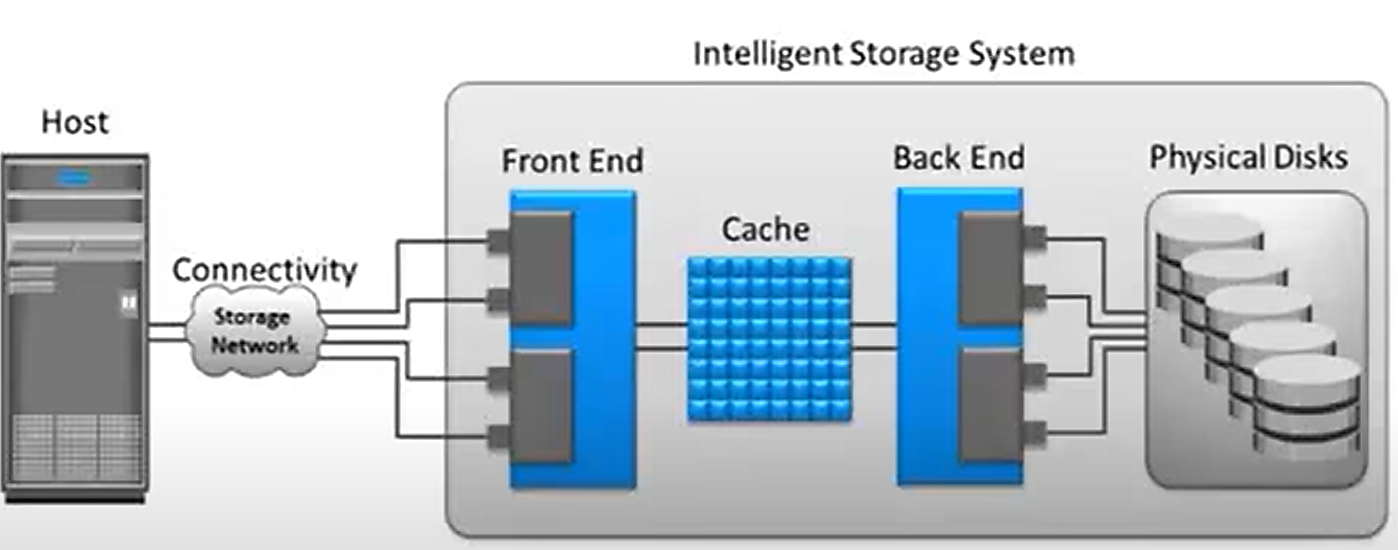 Intelligent Storage System
Host
Front End
Back End
Physical Disks
Cache
Connectivity
Storage
Network